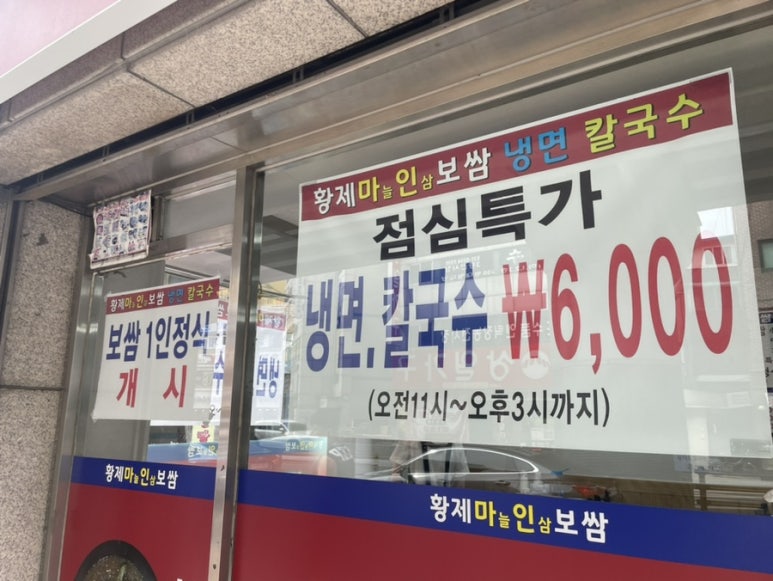 황제마늘인삼보쌈 냉면 칼국수
점심특가
냉면,칼국수 ₩6,000
(오전11시~오후3시까지)
황제마늘인삼보쌈 냉면 칼국수
보쌈 1인정식
개 시
황제마늘인삼보쌈
황제마늘인삼보쌈